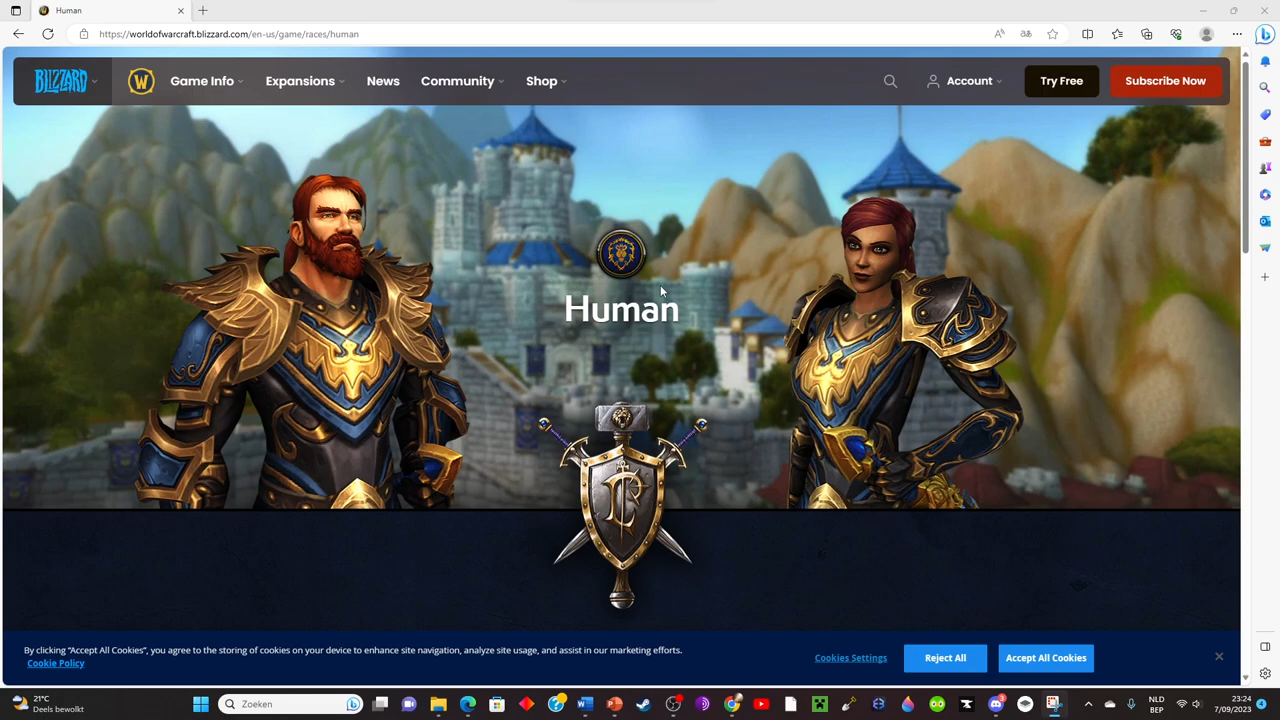 Human
https://worldofwarcraft.blizzard.com/en-us/game/races/human
BLIZZARD
W
Game Info
Expansions
News
Community
Shop
Account
Try Free
Subscribe Now
Human
By clicking "Accept All Cookies", you agree to the storing of cookies on your device to enhance site navigation, analyze site usage, and assist in our marketing efforts.
Cookie Policy
Cookies Settings
Reject All
Accept All Cookies
21°C
Deels bewolkt
Zoeken
NLD
BEP
23:24
7/09/2023